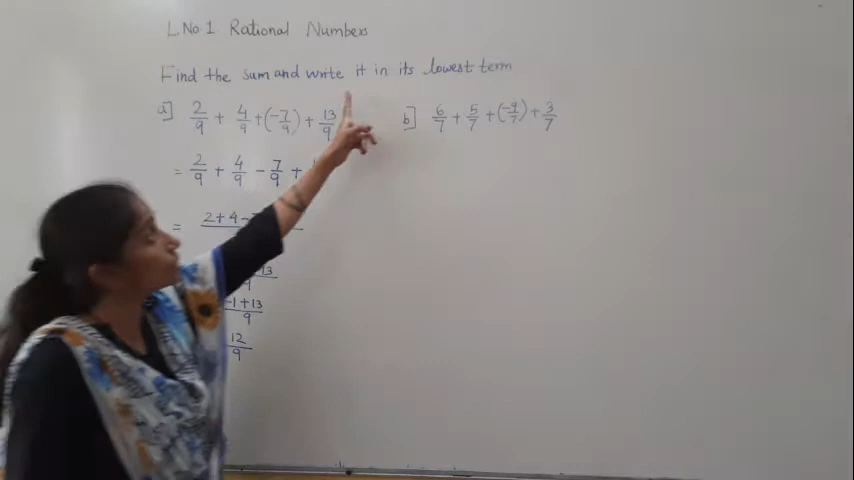 L.No 1 Rational Numbers
Find the sum and write it in its lowest term
a] 2/9 + 4/9 + (-7/9) + 13/9
b] 6/7 + 5/7 + (-9/7) + 3/7
= 2/9 + 4/9 - 7/9 +
= 2 + 4 -
13/9
-1 + 13/9
12/9